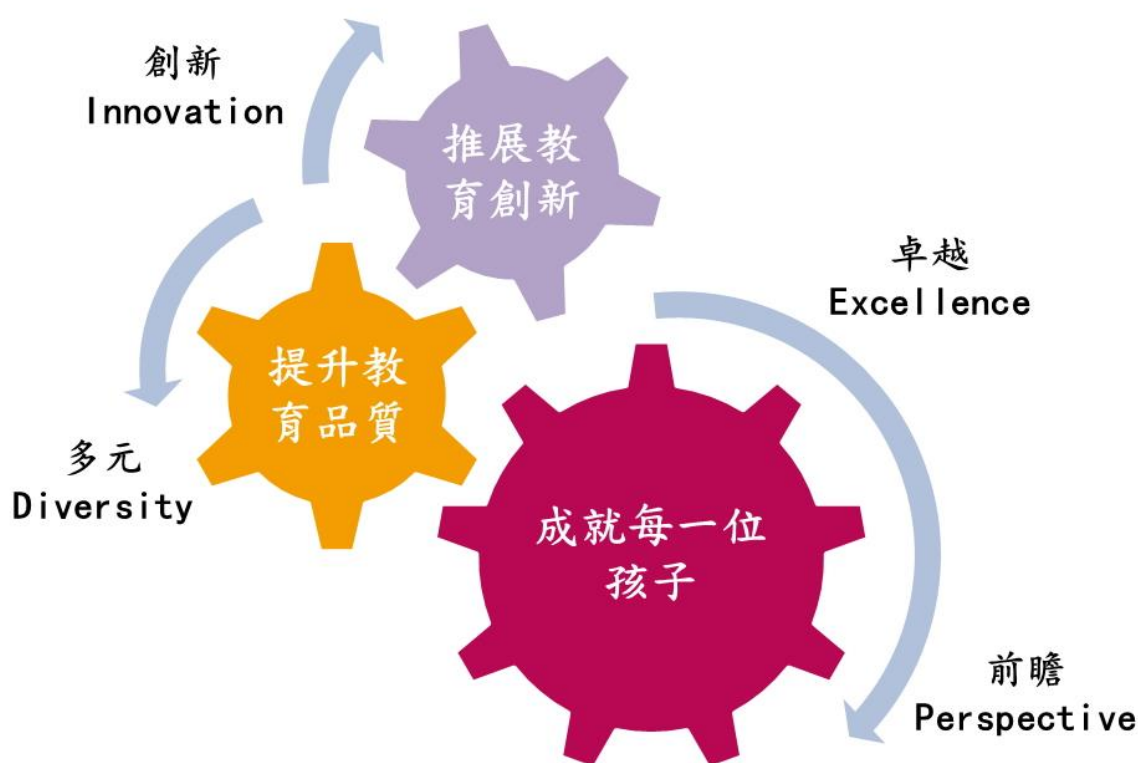 創新
Innovation
推展教
育創新
卓越
Excellence
提升教
育品質
多元
Diversity
成就每一位
孩子
前瞻
Perspective